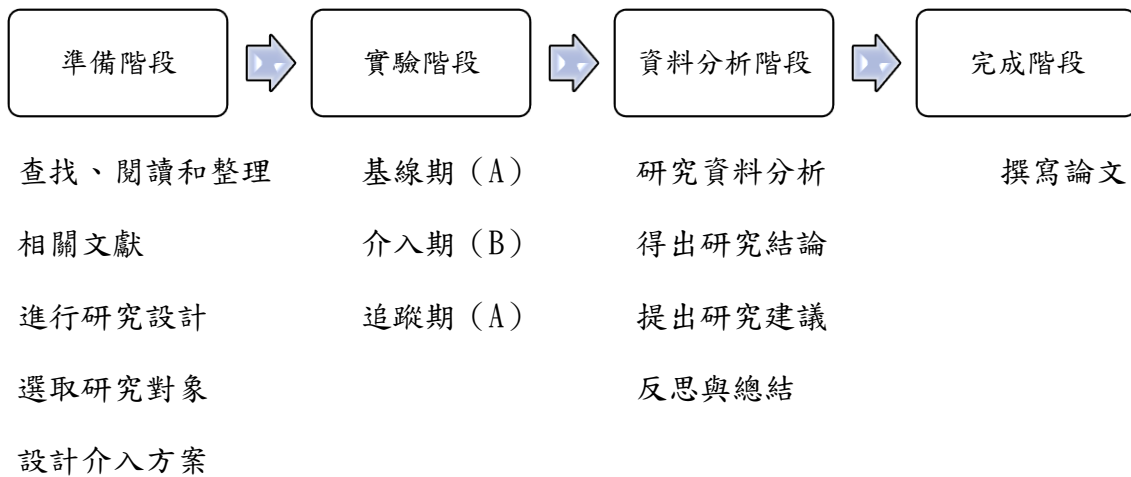 準備階段
實驗階段
資料分析階段
完成階段
查找、閱讀和整理
相關文獻
進行研究設計
選取研究對象
設計介入方案
基線期（A）
介入期（B）
追蹤期（A）
研究資料分析
得出研究結論
提出研究建議
反思與總結
撰寫論文